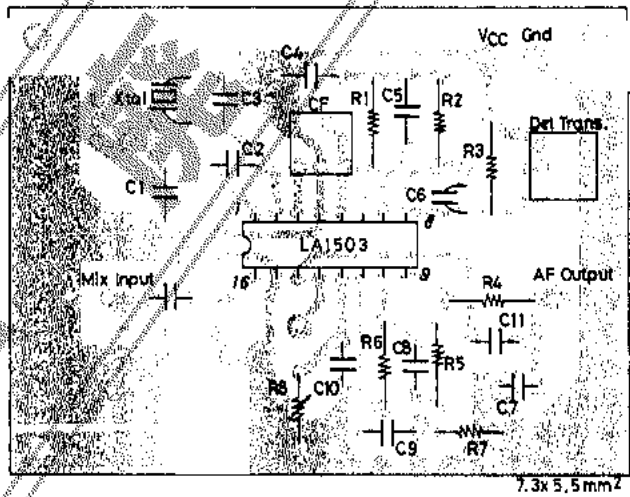 VCC Gnd
C4
Xtal
C3
CF
R1
C5
R2
Det Trans.
R3
C2
C1
C6
1
8
LA1503
16
9
Mix Input
AF Output
R4
C11
R6
C8
R5
R8
C10
C7
C9
R7
7.3x5.5mm²